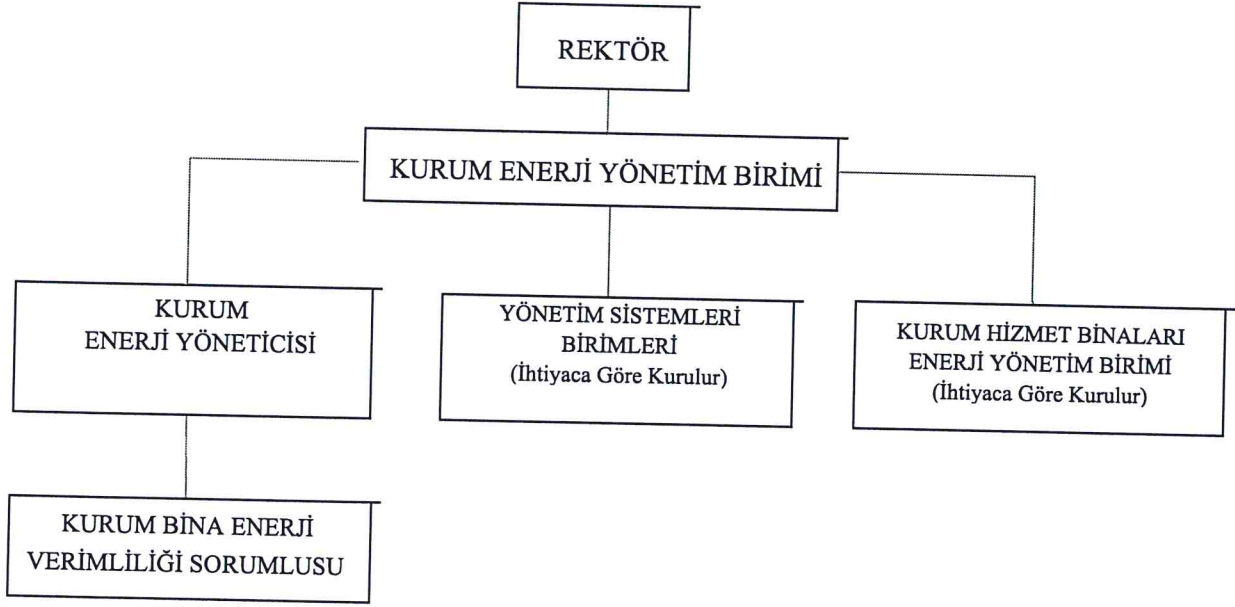 REKTÖR
KURUM ENERJİ YÖNETİM BİRİMİ
KURUM
ENERJİ YÖNETİCİSİ
YÖNETİM SİSTEMLERİ
BİRİMLERİ
(İhtiyaca Göre Kurulur)
KURUM HİZMET BİNALARI
ENERJİ YÖNETİM BİRİMİ
(İhtiyaca Göre Kurulur)
KURUM BİNA ENERJİ
VERİMLİLİĞİ SORUMLUSU